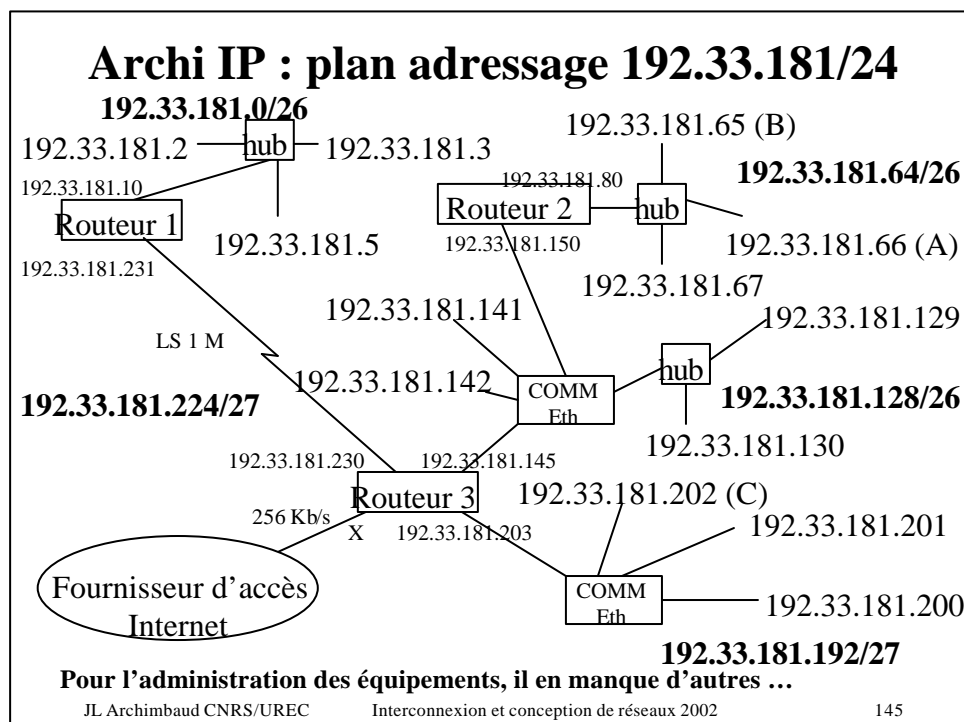 Archi IP : plan adressage 192.33.181/24
192.33.181.0/26
192.33.181.2
hub
192.33.181.3
192.33.181.10
Routeur 1
192.33.181.5
192.33.181.231
192.33.181.65 (B)
192.33.181.64/26
192.33.181.80
Routeur 2
hub
192.33.181.150
192.33.181.66 (A)
192.33.181.67
192.33.181.141
192.33.181.129
LS 1 M
hub
192.33.181.142
COMM
Eth
192.33.181.128/26
192.33.181.224/27
192.33.181.130
192.33.181.230
192.33.181.145
Routeur 3
192.33.181.202 (C)
256 Kb/s
X
192.33.181.203
192.33.181.201
Fournisseur d’accès
Internet
COMM
Eth
192.33.181.200
192.33.181.192/27
Pour l’administration des équipements, il en manque d’autres …
JL Archimbaud CNRS/UREC
Interconnexion et conception de réseaux 2002
145